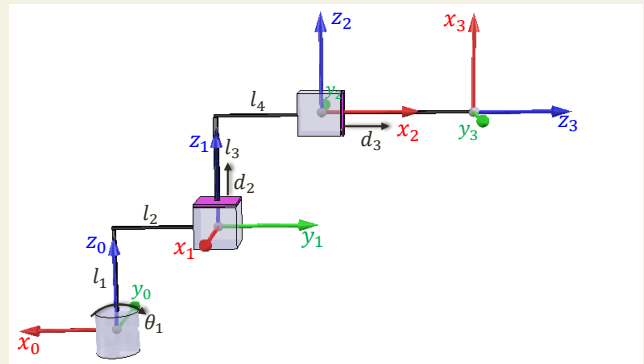 z₂
x₃
y₂
l₄
x₂
d₃
y₃
z₃
z₁
l₃
d₂
l₂
x₁
y₁
z₀
l₁
y₀
θ₁
x₀